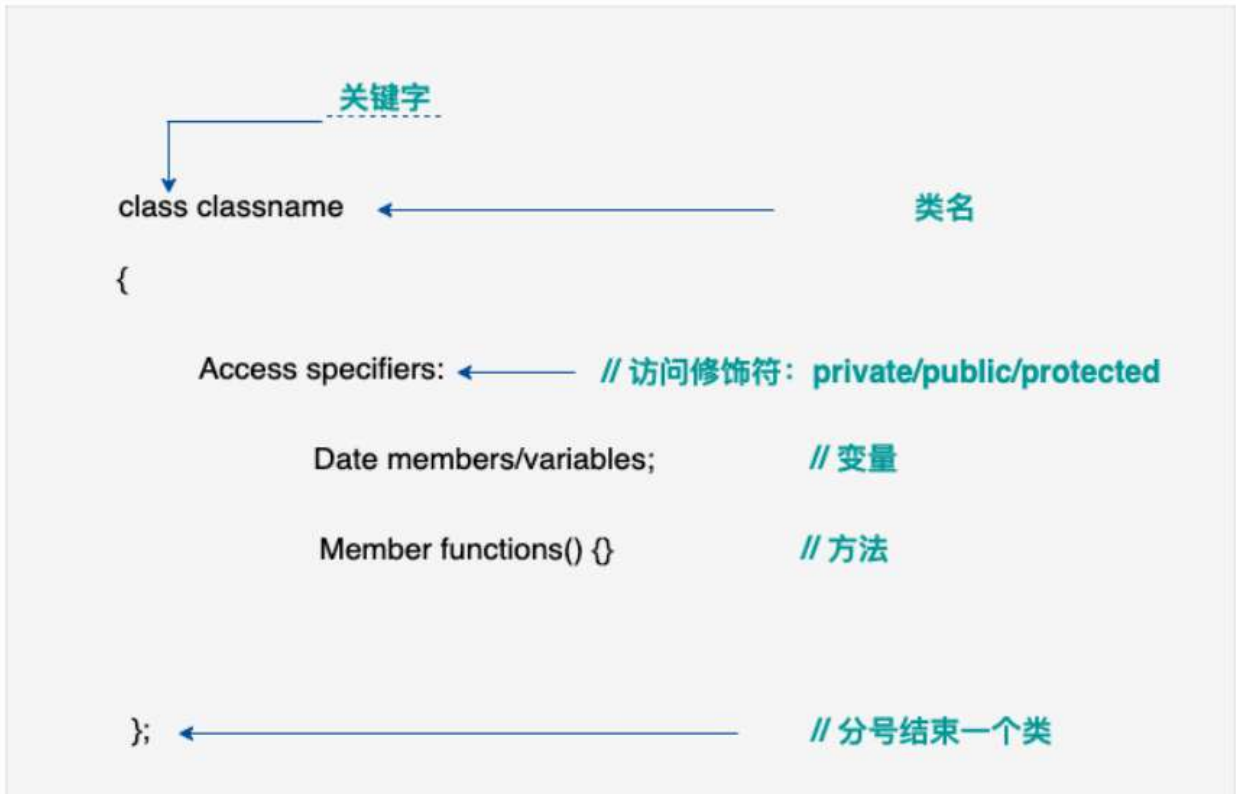 关键字
class classname 类名
{
Access specifiers: // 访问修饰符：private/public/protected
Date members/variables; // 变量
Member functions() {} // 方法
}; // 分号结束一个类